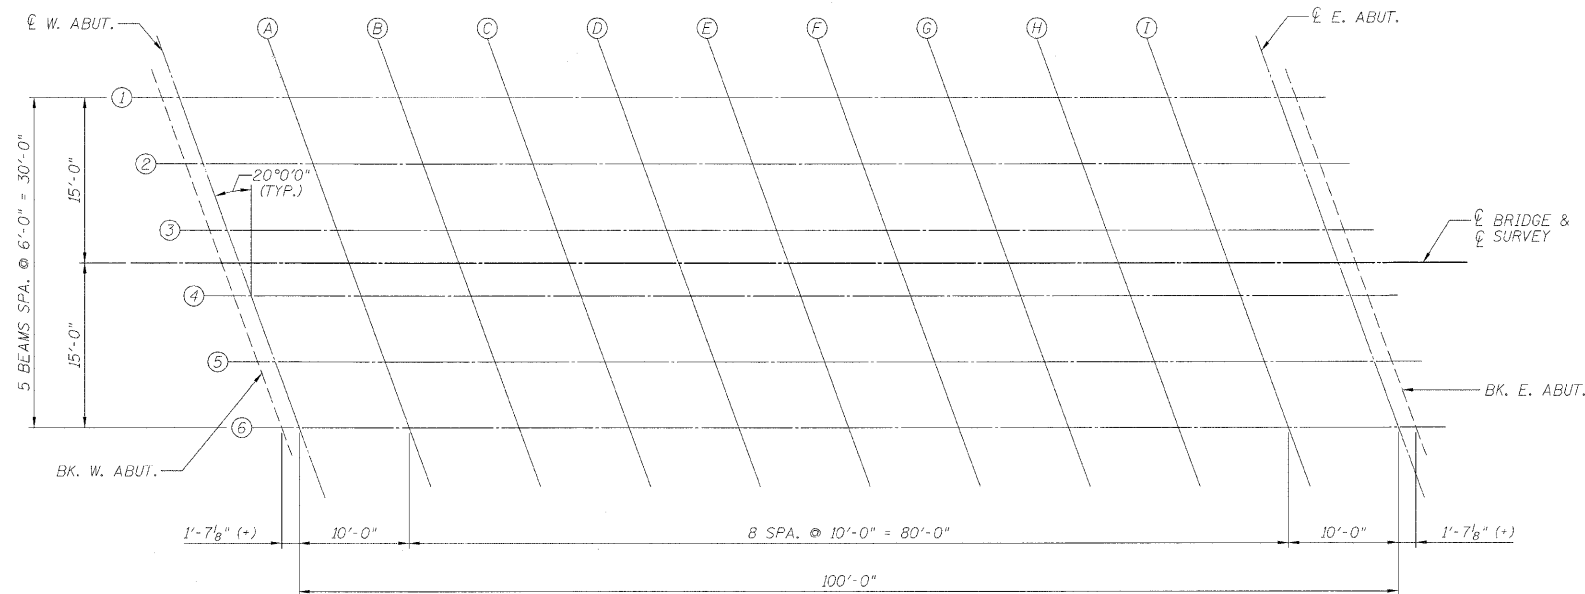 ℄ W. ABUT.
A
B
C
D
E
F
G
H
I
℄ E. ABUT.
1
2
3
4
5
6
20°0'0"
(TYP.)
5 BEAMS SPA. @ 6'-0" = 30'-0"
15'-0"
15'-0"
℄ BRIDGE &
℄ SURVEY
BK. E. ABUT.
BK. W. ABUT.
1'-7⅛" (+)
10'-0"
8 SPA. @ 10'-0" = 80'-0"
10'-0"
1'-7⅛" (+)
100'-0"